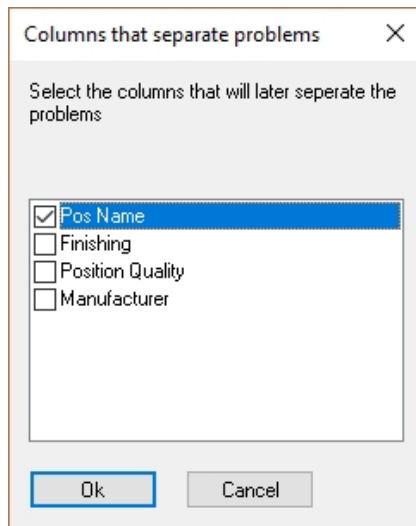 Columns that separate problems
Select the columns that will later seperate the
problems
Pos Name
Finishing
Position Quality
Manufacturer
Ok
Cancel